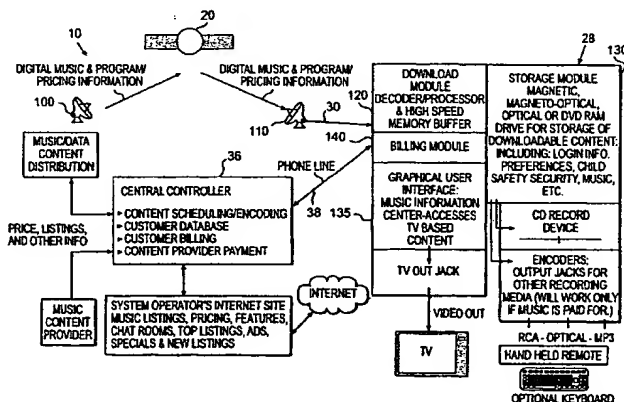 20
10
DIGITAL MUSIC & PROGRAM/
PRICING INFORMATION
DIGITAL MUSIC & PROGRAM/
PRICING INFORMATION
100
110
30
MUSIC/DATA
CONTENT
DISTRIBUTION
36
PHONE LINE
38
CENTRAL CONTROLLER
CONTENT SCHEDULING/ENCODING
CUSTOMER DATABASE
CUSTOMER BILLING
CONTENT PROVIDER PAYMENT
PRICE, LISTINGS,
AND OTHER INFO
MUSIC CONTENT
PROVIDER
SYSTEM OPERATOR'S INTERNET SITE
MUSIC LISTINGS, PRICING, FEATURES,
CHAT ROOMS, TOP LISTINGS, ADS,
SPECIALS & NEW LISTINGS
INTERNET
120
140
135
DOWNLOAD
MODULE
DECODER/PROCESSOR
& HIGH SPEED
MEMORY BUFFER
BILLING MODULE
GRAPHICAL USER
INTERFACE:
MUSIC INFORMATION
CENTER-ACCESSES
TV BASED
CONTENT
TV OUT JACK
VIDEO OUT
TV
28
130
STORAGE MODULE
MAGNETIC,
MAGNETO-OPTICAL,
OPTICAL OR DVD RAM
DRIVE FOR STORAGE OF
DOWNLOADABLE CONTENT:
INCLUDING: LOGIN INFO.
PREFERENCES, CHILD
SAFETY SECURITY, MUSIC,
ETC.
CD RECORD
DEVICE
ENCODERS:
OUTPUT JACKS FOR
OTHER RECORDING
MEDIA (WILL WORK ONLY
IF MUSIC IS PAID FOR.)
RCA - OPTICAL - MP3
HAND HELD REMOTE
OPTIONAL KEYBOARD